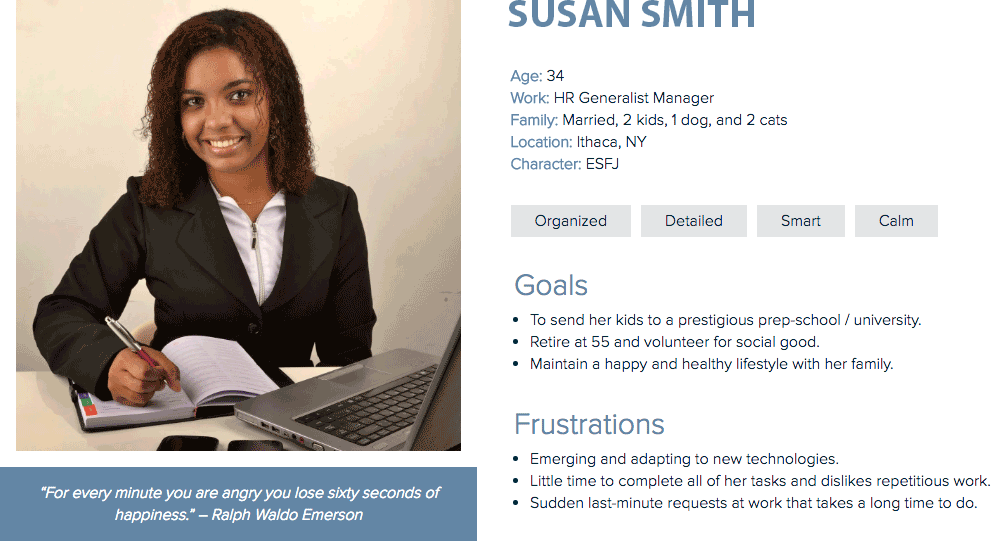 SUSAN SMITH
Age: 34
Work: HR Generalist Manager
Family: Married, 2 kids, 1 dog, and 2 cats
Location: Ithaca, NY
Character: ESFJ
Organized
Detailed
Smart
Calm
Goals
• To send her kids to a prestigious prep-school / university.
• Retire at 55 and volunteer for social good.
• Maintain a happy and healthy lifestyle with her family.
Frustrations
• Emerging and adapting to new technologies.
• Little time to complete all of her tasks and dislikes repetitious work.
• Sudden last-minute requests at work that takes a long time to do.
“For every minute you are angry you lose sixty seconds of
happiness.” – Ralph Waldo Emerson